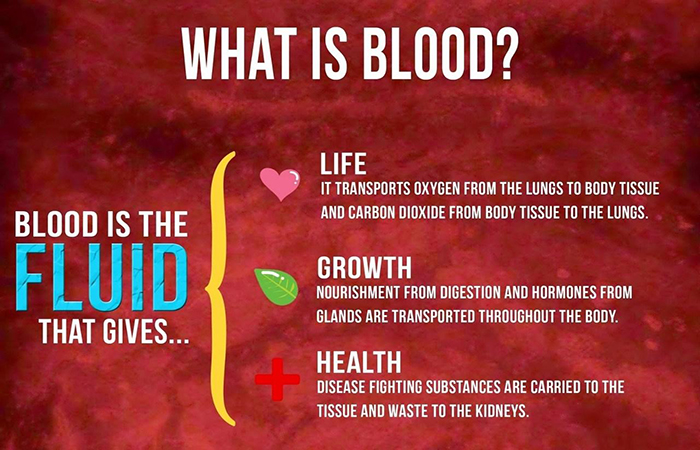 WHAT IS BLOOD?
BLOOD IS THE
FLUID
THAT GIVES...
LIFE
IT TRANSPORTS OXYGEN FROM THE LUNGS TO BODY TISSUE
AND CARBON DIOXIDE FROM BODY TISSUE TO THE LUNGS.
GROWTH
NOURISHMENT FROM DIGESTION AND HORMONES FROM
GLANDS ARE TRANSPORTED THROUGHOUT THE BODY.
HEALTH
DISEASE FIGHTING SUBSTANCES ARE CARRIED TO THE
TISSUE AND WASTE TO THE KIDNEYS.